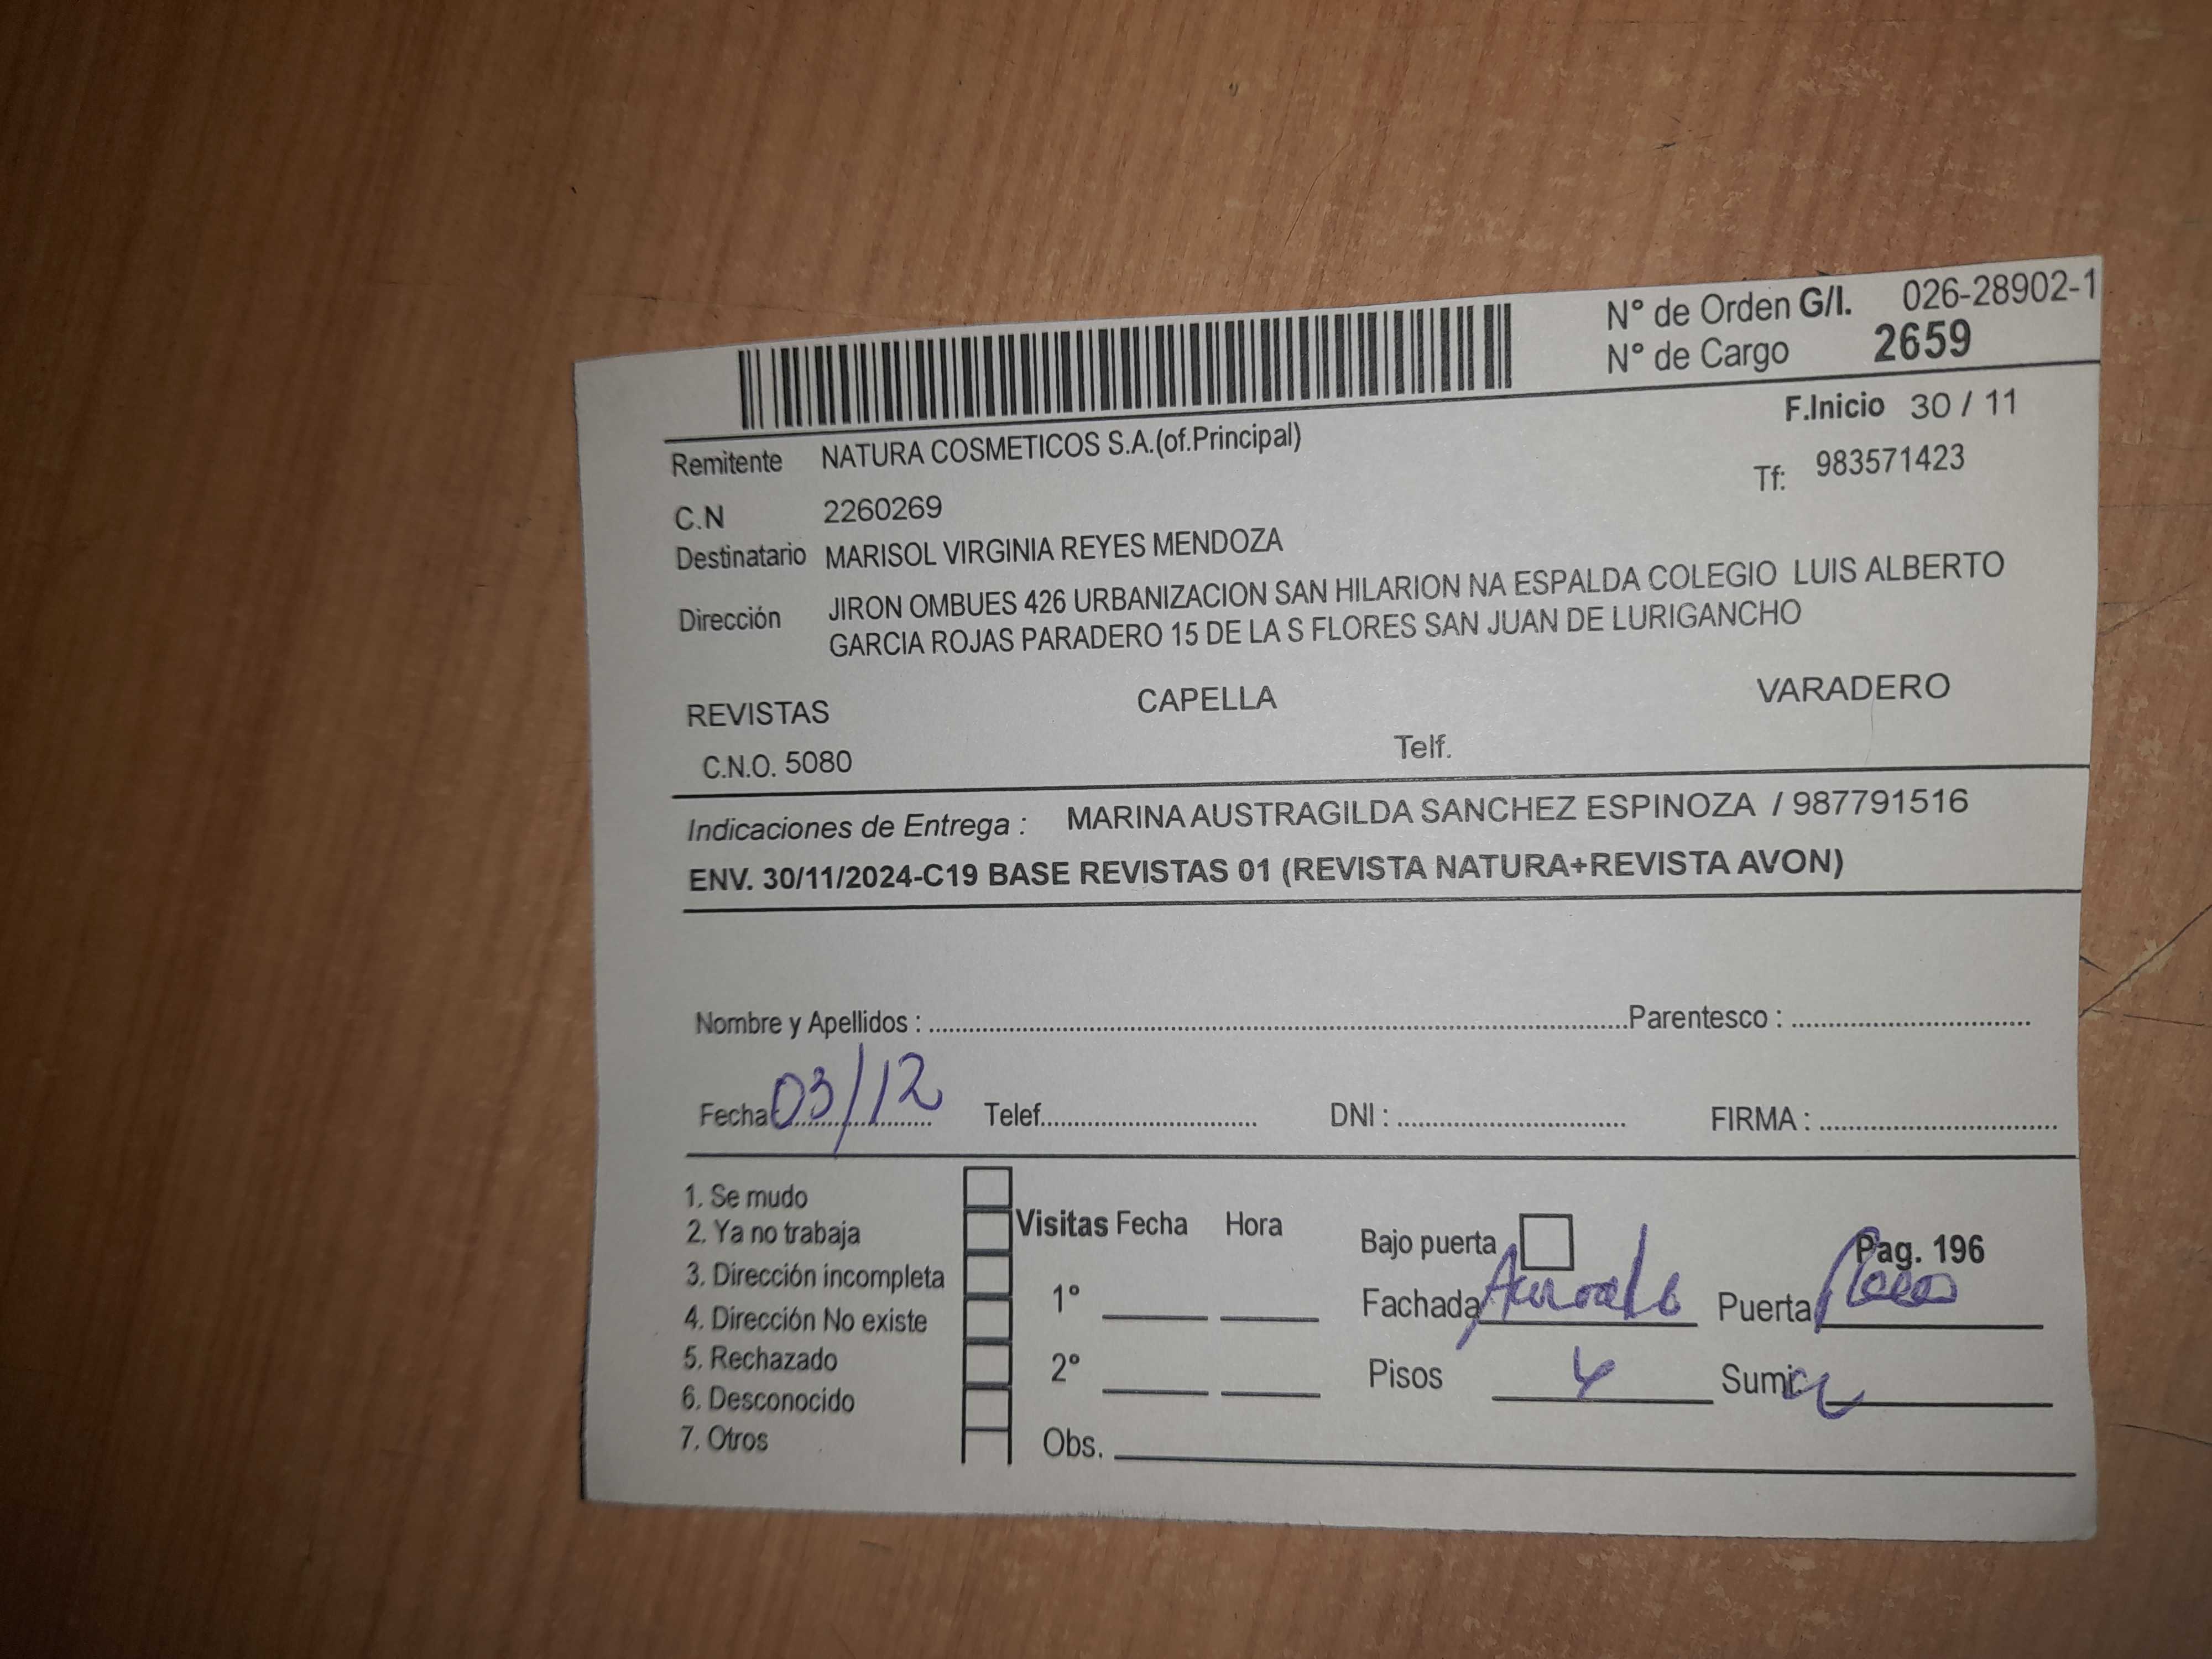 N° de Orden G/I. 026-28902-1
N° de Cargo 2659
F.Inicio 30 / 11
Remitente NATURA COSMETICOS S.A.(of.Principal)
Tf: 983571423
C.N 2260269
Destinatario MARISOL VIRGINIA REYES MENDOZA
Dirección JIRON OMBUES 426 URBANIZACION SAN HILARION NA ESPALDA COLEGIO LUIS ALBERTO
GARCIA ROJAS PARADERO 15 DE LA S FLORES SAN JUAN DE LURIGANCHO
REVISTAS CAPELLA VARADERO
C.N.O. 5080 Telf.
Indicaciones de Entrega : MARINA AUSTRAGILDA SANCHEZ ESPINOZA / 987791516
ENV. 30/11/2024-C19 BASE REVISTAS 01 (REVISTA NATURA+REVISTA AVON)
Nombre y Apellidos : Parentesco :
Fecha 03/12 Telef. DNI : FIRMA :
1. Se mudo
2. Ya no trabaja
3. Dirección incompleta
4. Dirección No existe
5. Rechazado
6. Desconocido
7. Otros
Visitas Fecha Hora
1°
2°
Obs.
Bajo puerta Pag. 196
Fachada Puerta
Pisos 4 Sumi